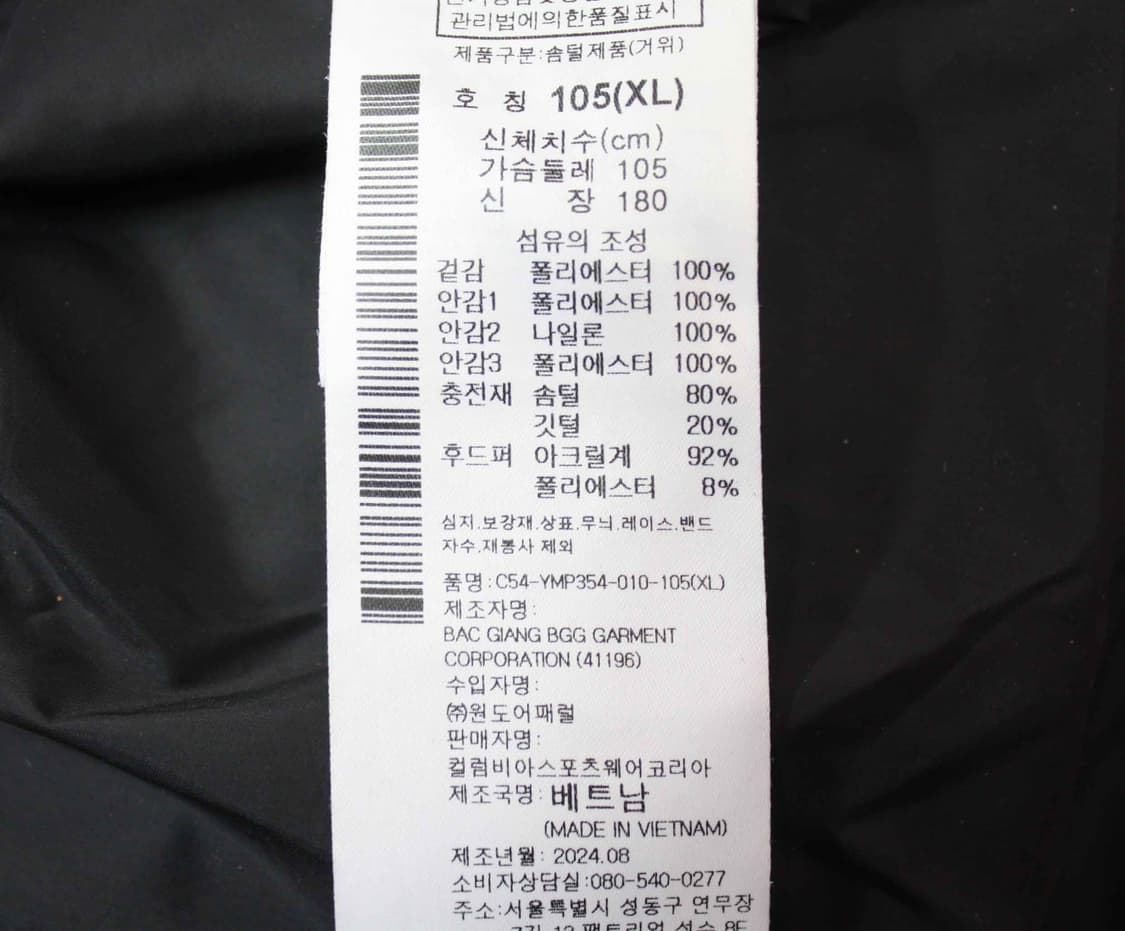 관리법에의한품질표시
제품구분:솜털제품(거위)
호 칭 105(XL)
신체치수(cm)
가슴둘레 105
신 장 180
섬유의 조성
겉감 폴리에스터 100%
안감1 폴리에스터 100%
안감2 나일론 100%
안감3 폴리에스터 100%
충전재 솜털 80%
깃털 20%
후드퍼 아크릴계 92%
폴리에스터 8%
심지.보강재.상표.무늬.레이스.밴드
자수.재봉사 제외
품명:C54-YMP354-010-105(XL)
제조자명:
BAC GIANG BGG GARMENT
CORPORATION (41196)
수입자명:
㈜원도어패럴
판매자명:
컬럼비아스포츠웨어코리아
제조국명:베트남
(MADE IN VIETNAM)
제조년월: 2024.08
소비자상담실:080-540-0277
주소:서울특별시 성동구 연무장